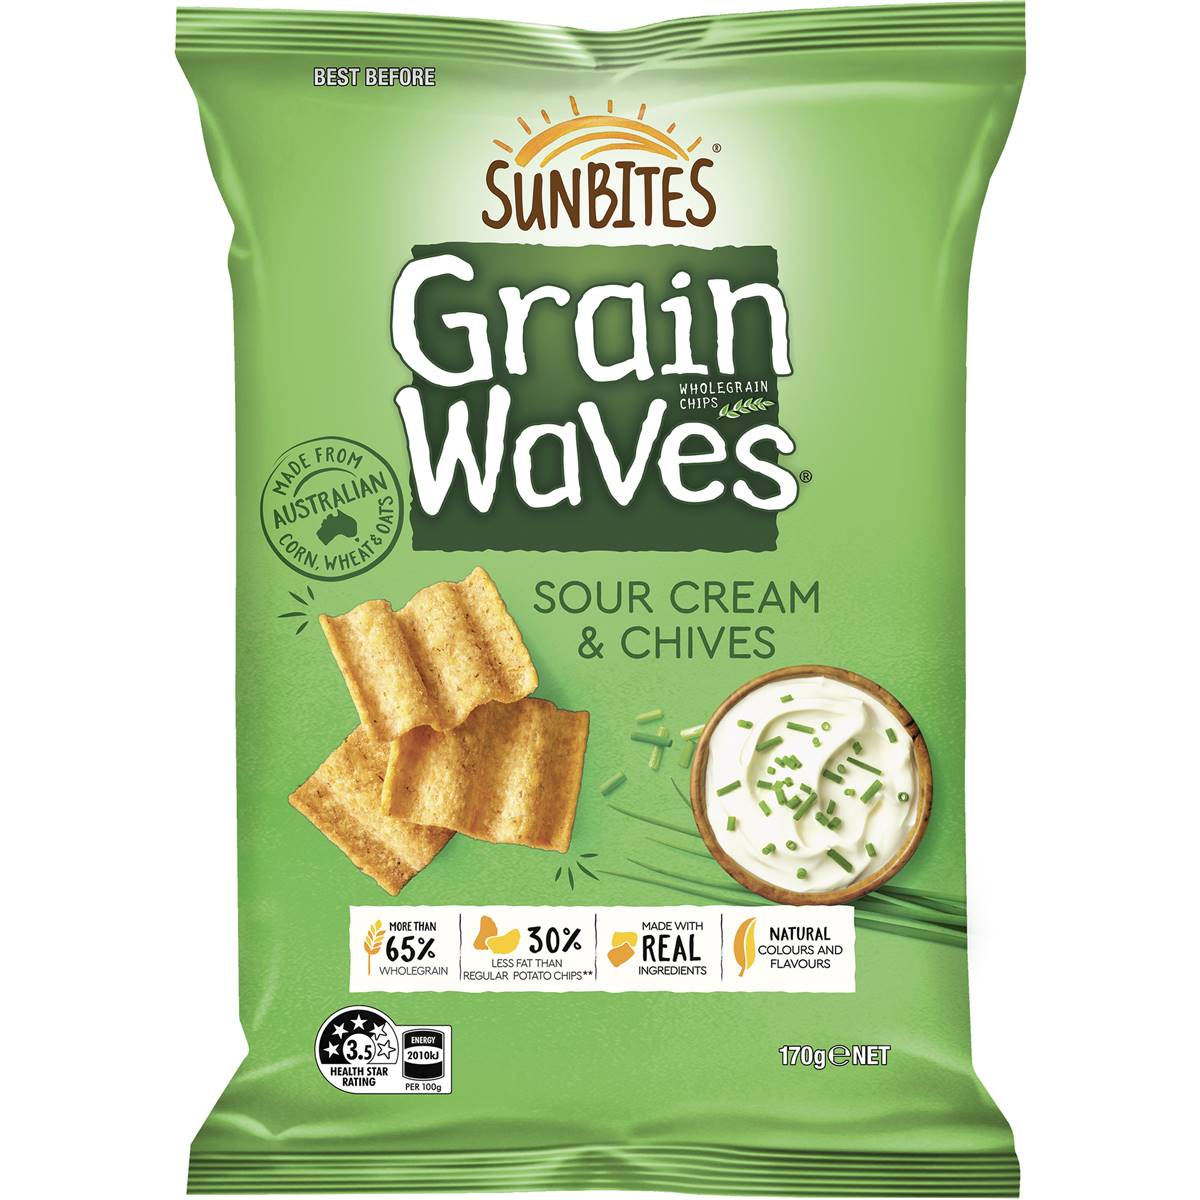 BEST BEFORE
SUNBITES®
Grain
WHOLEGRAIN
CHIPS
Waves®
MADE FROM
AUSTRALIAN
CORN, WHEAT & OATS
SOUR CREAM
& CHIVES
MORE THAN
65%
WHOLEGRAIN
30%
LESS FAT THAN
REGULAR POTATO CHIPS**
MADE WITH
REAL
INGREDIENTS
NATURAL
COLOURS AND
FLAVOURS
3.5
HEALTH STAR
RATING
ENERGY
2010kJ
PER 100g
170g℮NET